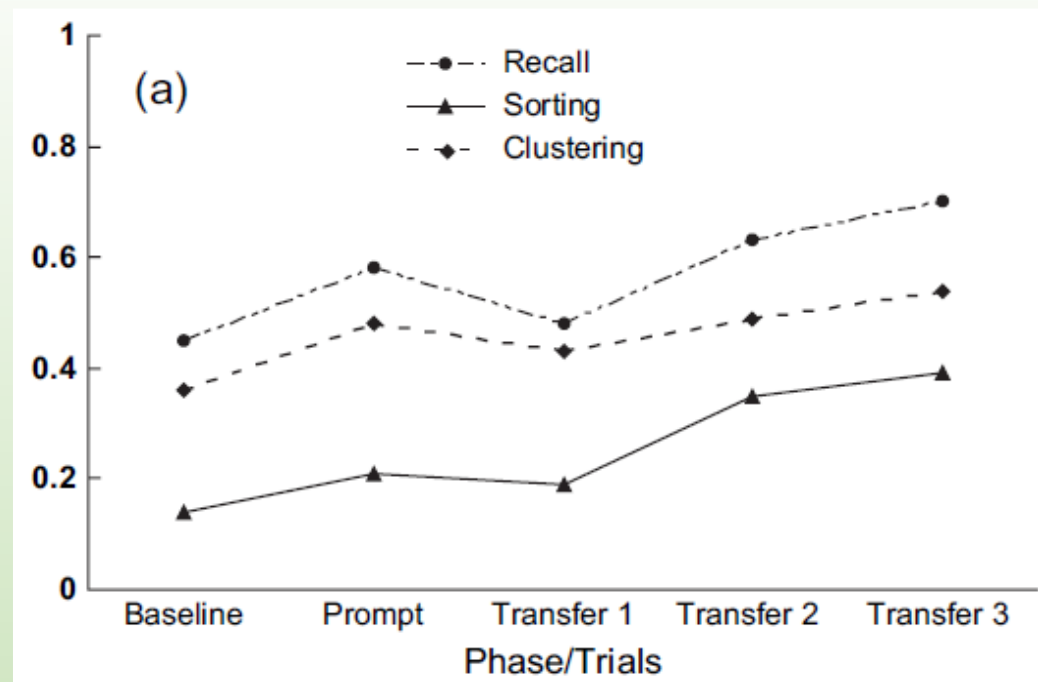 1
(a)
Recall
Sorting
Clustering
0.8
0.6
0.4
0.2
0
Baseline Prompt Transfer 1 Transfer 2 Transfer 3
Phase/Trials